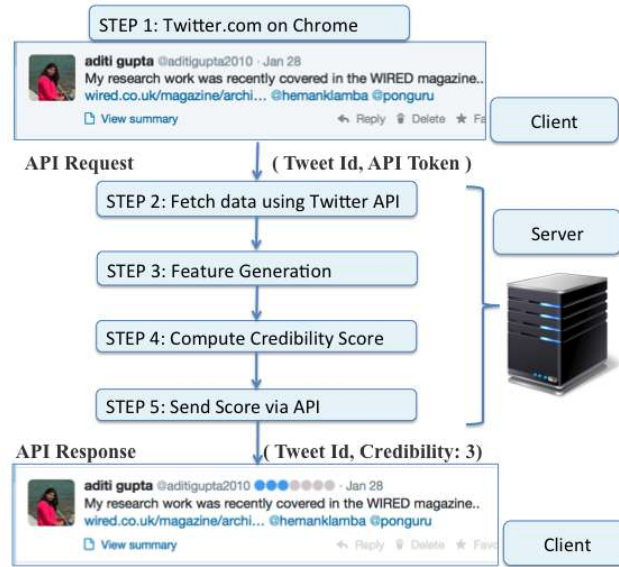 STEP 1: Twitter.com on Chrome
aditi gupta @aditigupta2010 · Jan 28
My research work was recently covered in the WIRED magazine..
wired.co.uk/magazine/archi... @hemanklamba @ponguru
View summary Reply Delete Fa
Client
API Request ( Tweet Id, API Token )
STEP 2: Fetch data using Twitter API
Server
STEP 3: Feature Generation
STEP 4: Compute Credibility Score
STEP 5: Send Score via API
API Response ( Tweet Id, Credibility: 3)
aditi gupta @aditigupta2010 · Jan 28
My research work was recently covered in the WIRED magazine..
wired.co.uk/magazine/archi... @hemanklamba @ponguru
View summary Reply Delete Favo
Client